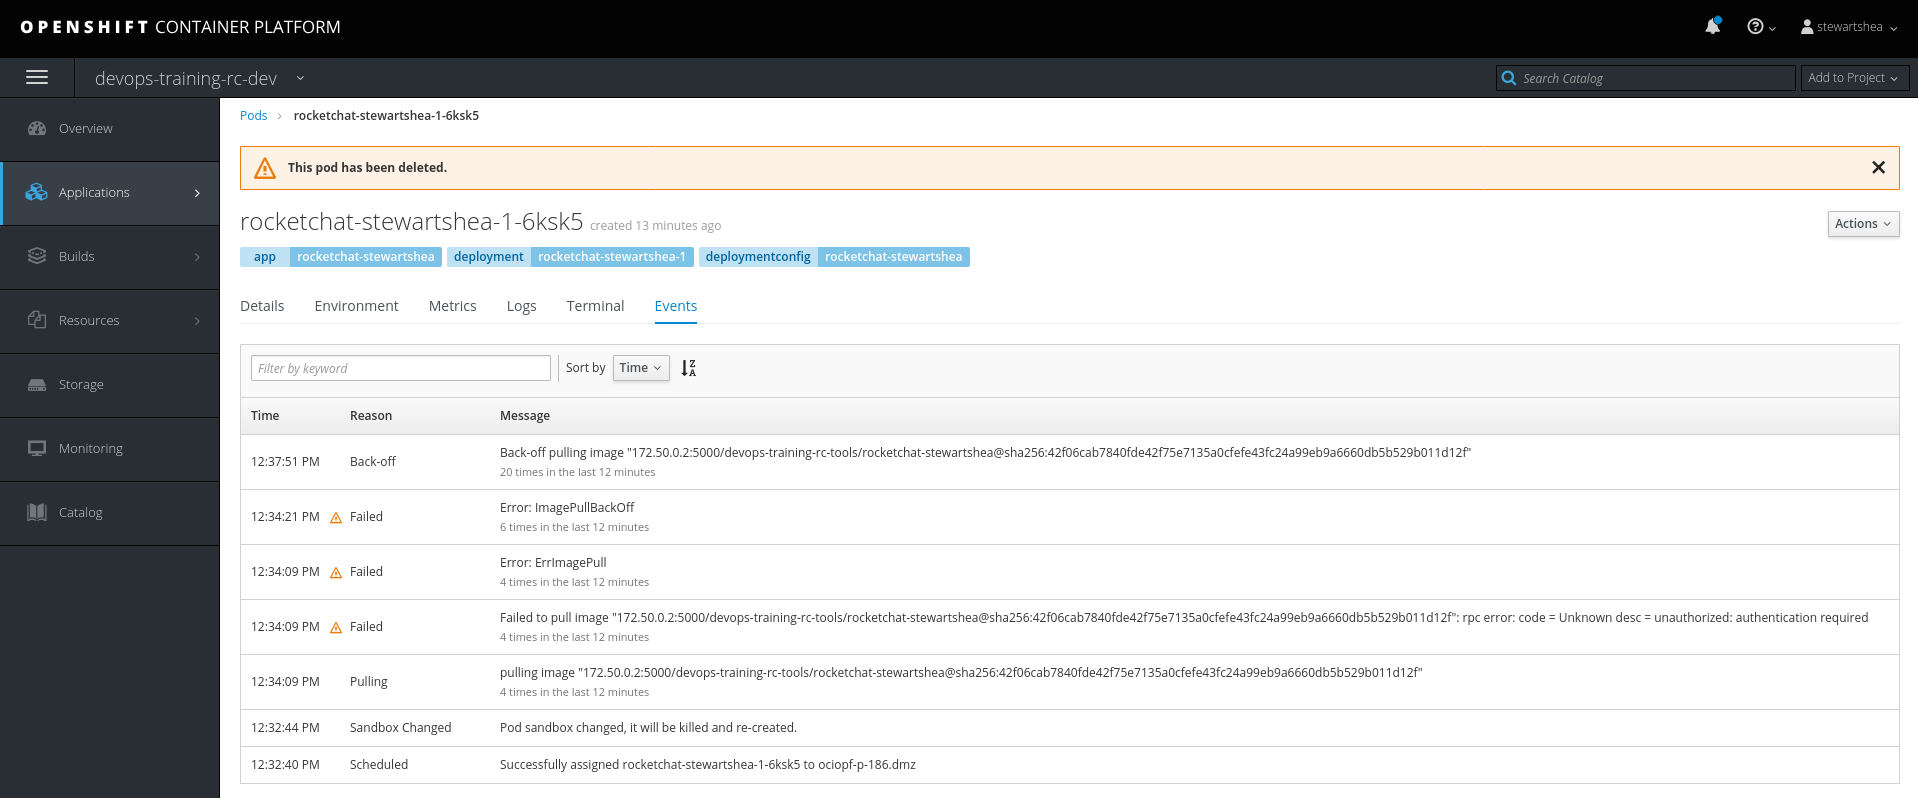 OPENSHIFT CONTAINER PLATFORM
stewartshea
devops-training-rc-dev
Search Catalog
Add to Project
Overview
Applications
Builds
Resources
Storage
Monitoring
Catalog
Pods > rocketchat-stewartshea-1-6ksk5
This pod has been deleted.
rocketchat-stewartshea-1-6ksk5 created 13 minutes ago
Actions
app rocketchat-stewartshea deployment rocketchat-stewartshea-1 deploymentconfig rocketchat-stewartshea
Details Environment Metrics Logs Terminal Events
Filter by keyword Sort by Time
Time Reason Message
12:37:51 PM Back-off Back-off pulling image "172.50.0.2:5000/devops-training-rc-tools/rocketchat-stewartshea@sha256:42f06cab7840fde42f75e7135a0cfefe43fc24a99eb9a6660db5b529b011d12f"
20 times in the last 12 minutes
12:34:21 PM Failed Error: ImagePullBackOff
6 times in the last 12 minutes
12:34:09 PM Failed Error: ErrImagePull
4 times in the last 12 minutes
12:34:09 PM Failed Failed to pull image "172.50.0.2:5000/devops-training-rc-tools/rocketchat-stewartshea@sha256:42f06cab7840fde42f75e7135a0cfefe43fc24a99eb9a6660db5b529b011d12f": rpc error: code = Unknown desc = unauthorized: authentication required
4 times in the last 12 minutes
12:34:09 PM Pulling pulling image "172.50.0.2:5000/devops-training-rc-tools/rocketchat-stewartshea@sha256:42f06cab7840fde42f75e7135a0cfefe43fc24a99eb9a6660db5b529b011d12f"
4 times in the last 12 minutes
12:32:44 PM Sandbox Changed Pod sandbox changed, it will be killed and re-created.
12:32:40 PM Scheduled Successfully assigned rocketchat-stewartshea-1-6ksk5 to ociopf-p-186.dmz